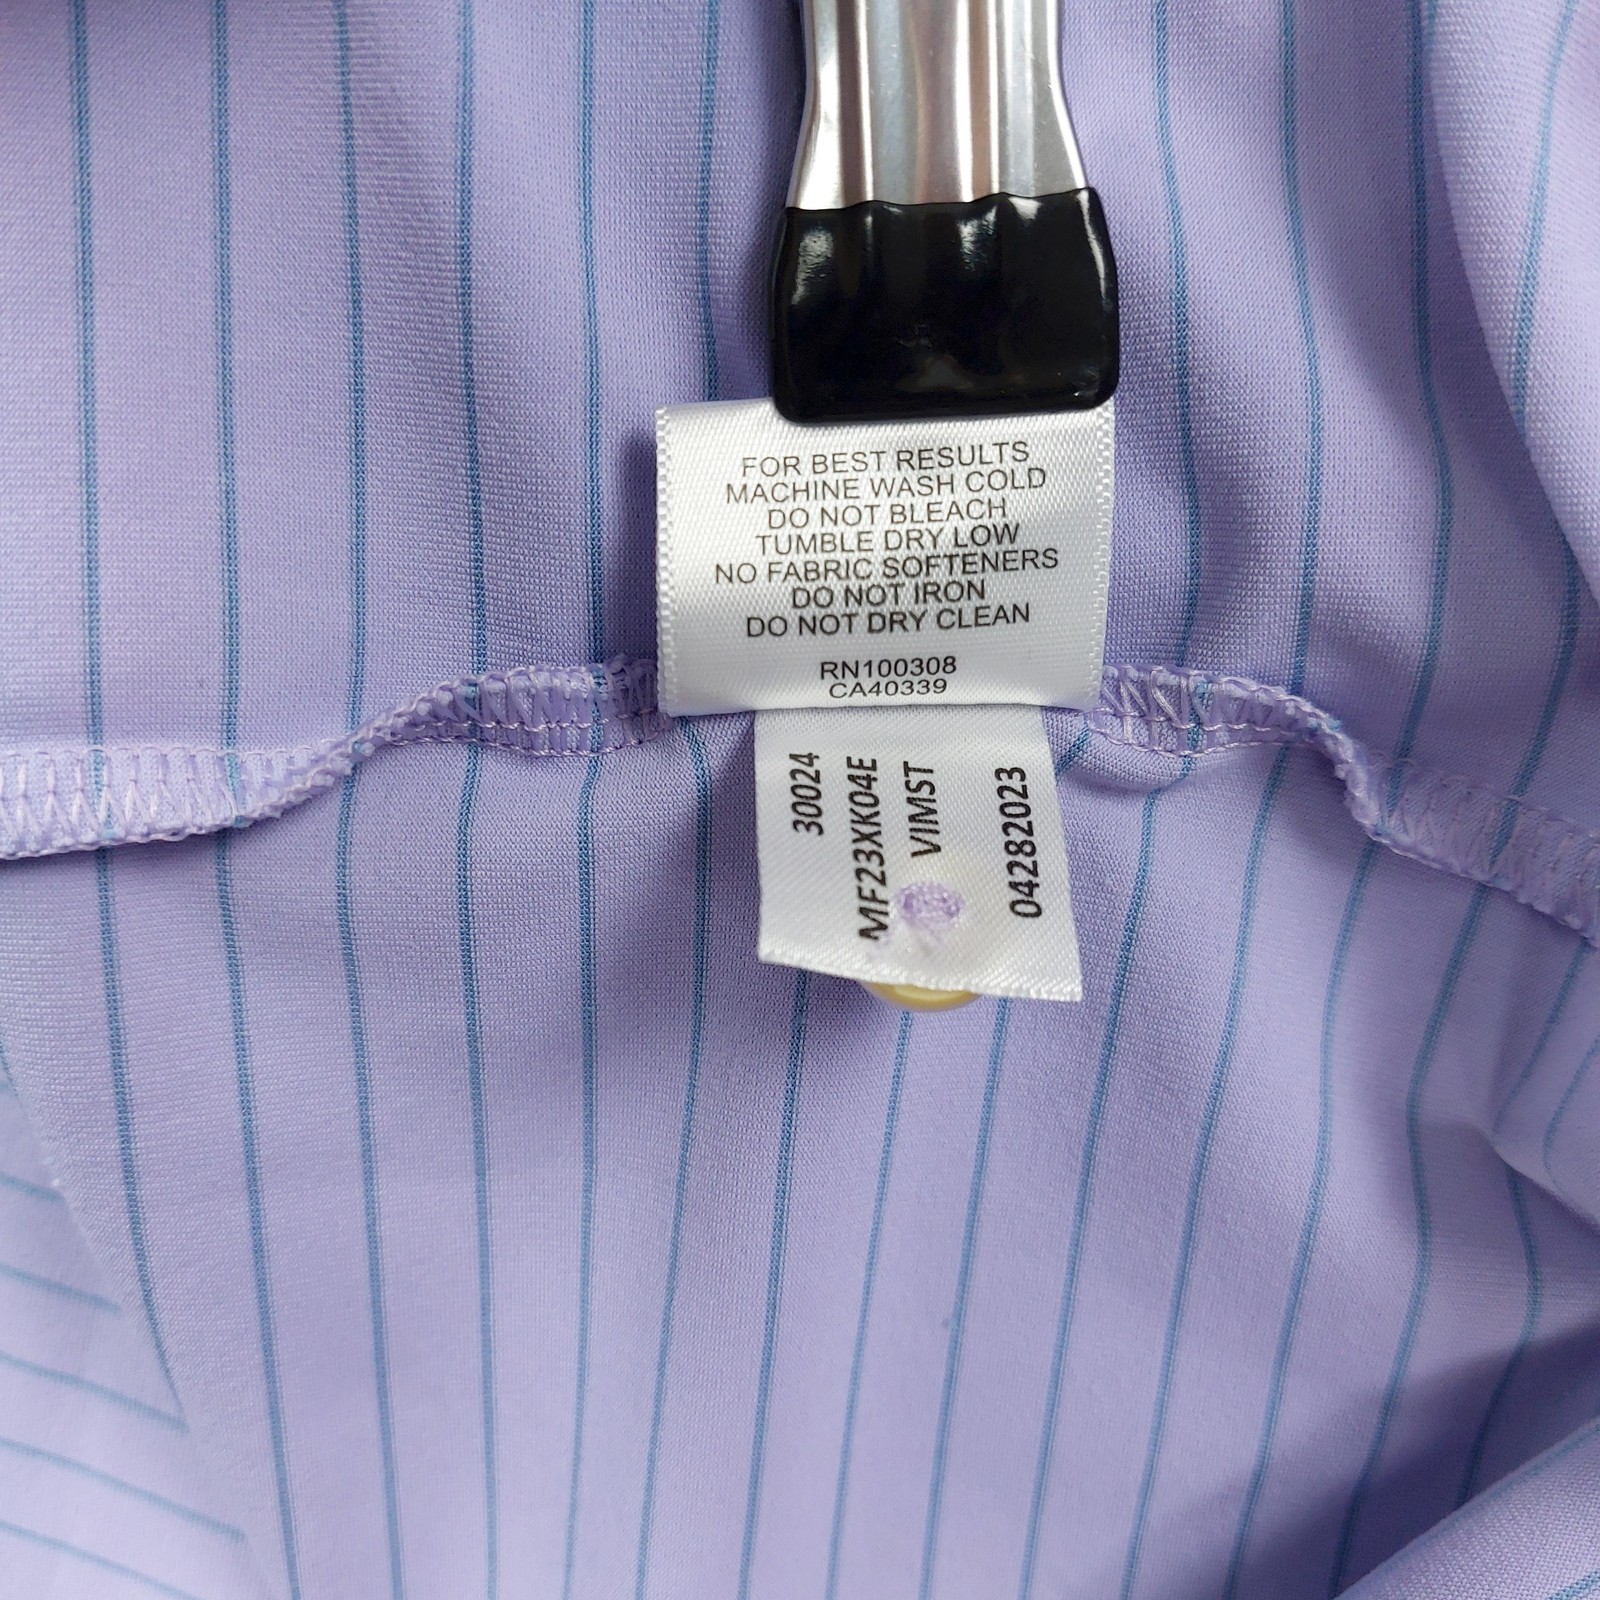 FOR BEST RESULTS
MACHINE WASH COLD
DO NOT BLEACH
TUMBLE DRY LOW
NO FABRIC SOFTENERS
DO NOT IRON
DO NOT DRY CLEAN
RN100308
CA40339
30024
MF23XK04E
VIMST
04282023